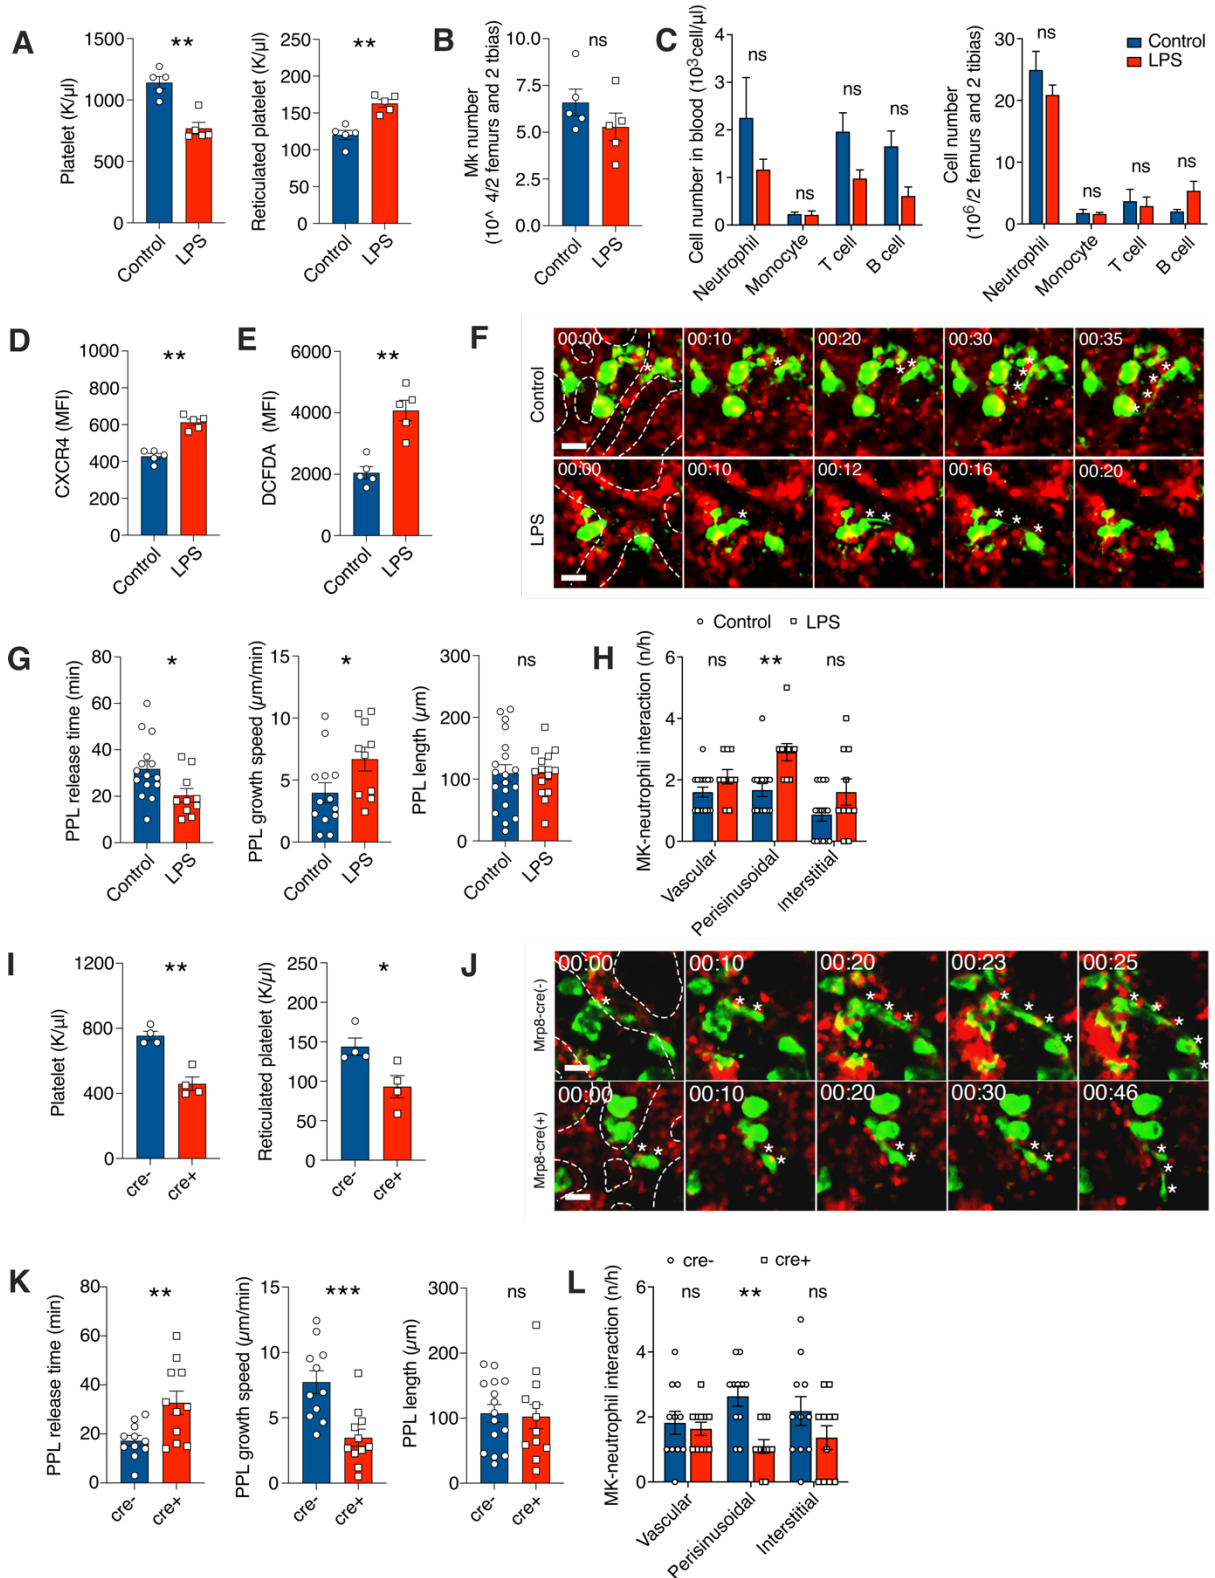 A
Platelet (K/µl)
1500
1000
500
0
**
Control
LPS
Reticulated platelet (K/µl)
250
200
150
100
50
0
**
Control
LPS
B
Mk number
(10^ 4/2 femurs and 2 tbias)
10.0
7.5
5.0
2.5
0.0
ns
Control
LPS
C
Cell number in blood (10³cell/µl)
4
3
2
1
0
ns
ns
ns
ns
Neutrophil
Monocyte
T cell
B cell
Cell number
(10⁶/2 femurs and 2 tibias)
30
20
10
0
ns
ns
ns
ns
Neutrophil
Monocyte
T cell
B cell
Control
LPS
D
CXCR4 (MFI)
1000
800
600
400
200
0
**
Control
LPS
E
DCFDA (MFI)
6000
4000
2000
0
**
Control
LPS
F
Control
00:00
00:10
00:20
00:30
00:35
LPS
00:00
00:10
00:12
00:16
00:20
G
PPL release time (min)
80
60
40
20
0
*
Control
LPS
PPL growth speed (µm/min)
15
10
5
0
*
Control
LPS
PPL length (µm)
300
200
100
0
ns
Control
LPS
H
Control
LPS
MK-neutrophil interaction (n/h)
6
4
2
0
ns
**
ns
Vascular
Perisinusoidal
Interstitial
I
Platelet (K/µl)
1200
800
400
0
**
cre-
cre+
Reticulated platelet (K/µl)
250
200
150
100
50
0
*
cre-
cre+
J
Mrp8-cre(-)
00:00
00:10
00:20
00:23
00:25
Mrp8-cre(+)
00:00
00:10
00:20
00:30
00:46
K
PPL release time (min)
80
60
40
20
0
**
cre-
cre+
PPL growth speed (µm/min)
15
10
5
0
***
cre-
cre+
PPL length (µm)
300
200
100
0
ns
cre-
cre+
L
cre-
cre+
MK-neutrophil interaction (n/h)
6
4
2
0
ns
**
ns
Vascular
Perisinusoidal
Interstitial